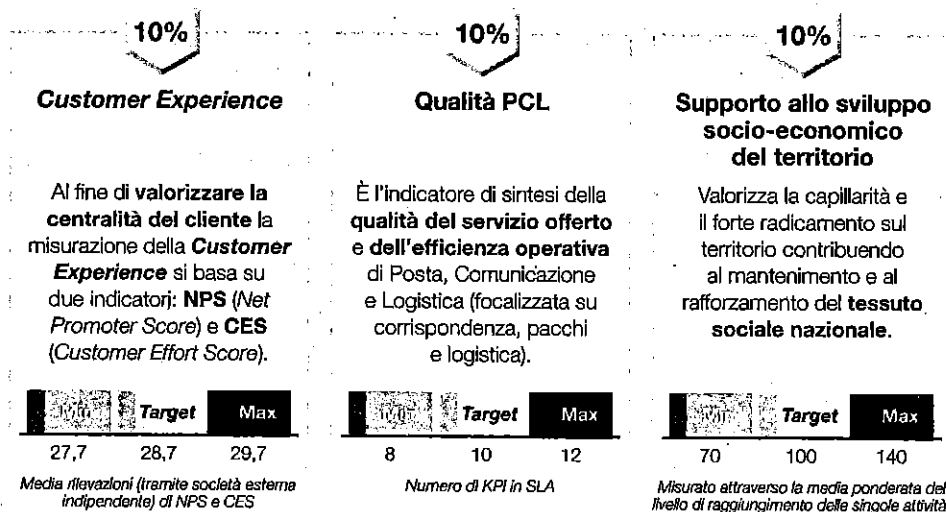 10%
Customer Experience
Al fine di valorizzare la
centralità del cliente la
misurazione della Customer
Experience si basa su
due indicatori: NPS (Net
Promoter Score) e CES
(Customer Effort Score).
Min Target Max
27,7 28,7 29,7
Media rilevazioni (tramite società esterna
indipendente) di NPS e CES
10%
Qualità PCL
È l'indicatore di sintesi della
qualità del servizio offerto
e dell'efficienza operativa
di Posta, Comunicazione
e Logistica (focalizzata su
corrispondenza, pacchi
e logistica).
Min Target Max
8 10 12
Numero di KPI in SLA
10%
Supporto allo sviluppo
socio-economico
del territorio
Valorizza la capillarità e
il forte radicamento sul
territorio contribuendo
al mantenimento e al
rafforzamento del tessuto
sociale nazionale.
Min Target Max
70 100 140
Misurato attraverso la media ponderata del
livello di raggiungimento delle singole attività